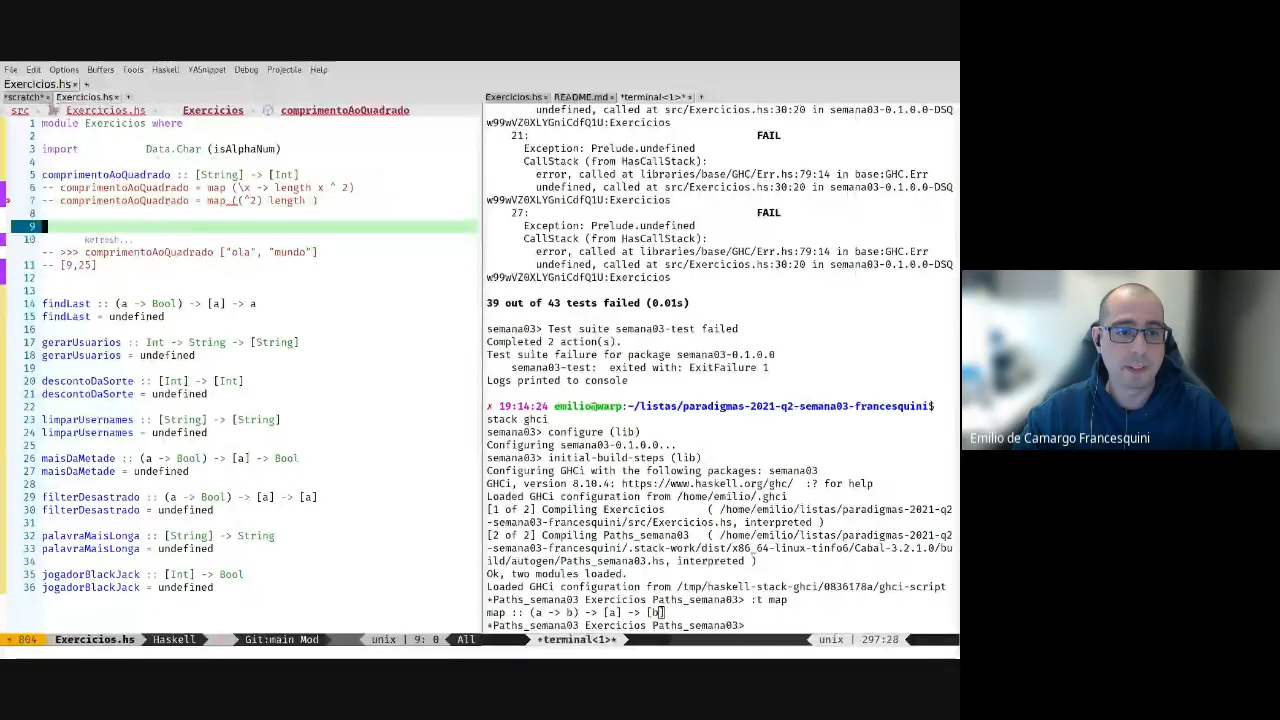 File Edit Options Buffers Tools Haskell YASnippet Debug Projectile Help
Exercicios.hs × +
*scratch* × Exercicios.hs × +
src Exercicios.hs Exercicios comprimentoAoQuadrado
1 module Exercicios where
2
3 import Data.Char (isAlphaNum)
4
5 comprimentoAoQuadrado :: [String] -> [Int]
6 -- comprimentoAoQuadrado = map (\x -> length x ^ 2)
7 -- comprimentoAoQuadrado = map ((^2) length )
8
9
10 Refresh...
-- >>> comprimentoAoQuadrado ["ola", "mundo"]
11 -- [9,25]
12
13
14 findLast :: (a -> Bool) -> [a] -> a
15 findLast = undefined
16
17 gerarUsuarios :: Int -> String -> [String]
18 gerarUsuarios = undefined
19
20 descontoDaSorte :: [Int] -> [Int]
21 descontoDaSorte = undefined
22
23 limparUsernames :: [String] -> [String]
24 limparUsernames = undefined
25
26 maisDaMetade :: (a -> Bool) -> [a] -> Bool
27 maisDaMetade = undefined
28
29 filterDesastrado :: (a -> Bool) -> [a] -> [a]
30 filterDesastrado = undefined
31
32 palavraMaisLonga :: [String] -> String
33 palavraMaisLonga = undefined
34
35 jogadorBlackJack :: [Int] -> Bool
36 jogadorBlackJack = undefined
804 Exercicios.hs Haskell Git:main Mod unix | 9: 0 All
Exercicios.hs × README.md × *terminal<1>* × +
undefined, called at src/Exercicios.hs:30:20 in semana03-0.1.0.0-DSQ
w99wVZ0XLYGniCdfQ1U:Exercicios
21: FAIL
Exception: Prelude.undefined
CallStack (from HasCallStack):
error, called at libraries/base/GHC/Err.hs:79:14 in base:GHC.Err
undefined, called at src/Exercicios.hs:30:20 in semana03-0.1.0.0-DSQ
w99wVZ0XLYGniCdfQ1U:Exercicios
27: FAIL
Exception: Prelude.undefined
CallStack (from HasCallStack):
error, called at libraries/base/GHC/Err.hs:79:14 in base:GHC.Err
undefined, called at src/Exercicios.hs:30:20 in semana03-0.1.0.0-DSQ
w99wVZ0XLYGniCdfQ1U:Exercicios
39 out of 43 tests failed (0.01s)
semana03> Test suite semana03-test failed
Completed 2 action(s).
Test suite failure for package semana03-0.1.0.0
semana03-test: exited with: ExitFailure 1
Logs printed to console
✗ 19:14:24 emilio@warp:~/listas/paradigmas-2021-q2-semana03-francesquini$
stack ghci
semana03> configure (lib)
Configuring semana03-0.1.0.0...
semana03> initial-build-steps (lib)
Configuring GHCi with the following packages: semana03
GHCi, version 8.10.4: https://www.haskell.org/ghc/ :? for help
Loaded GHCi configuration from /home/emilio/.ghci
[1 of 2] Compiling Exercicios ( /home/emilio/listas/paradigmas-2021-q2
-semana03-francesquini/src/Exercicios.hs, interpreted )
[2 of 2] Compiling Paths_semana03 ( /home/emilio/listas/paradigmas-2021-q2
-semana03-francesquini/.stack-work/dist/x86_64-linux-tinfo6/Cabal-3.2.1.0/bu
ild/autogen/Paths_semana03.hs, interpreted )
Ok, two modules loaded.
Loaded GHCi configuration from /tmp/haskell-stack-ghci/0836178a/ghci-script
*Paths_semana03 Exercicios Paths_semana03> :t map
map :: (a -> b) -> [a] -> [b]
*Paths_semana03 Exercicios Paths_semana03>
*terminal<1>* unix | 297:28
Emilio de Camargo Francesquini